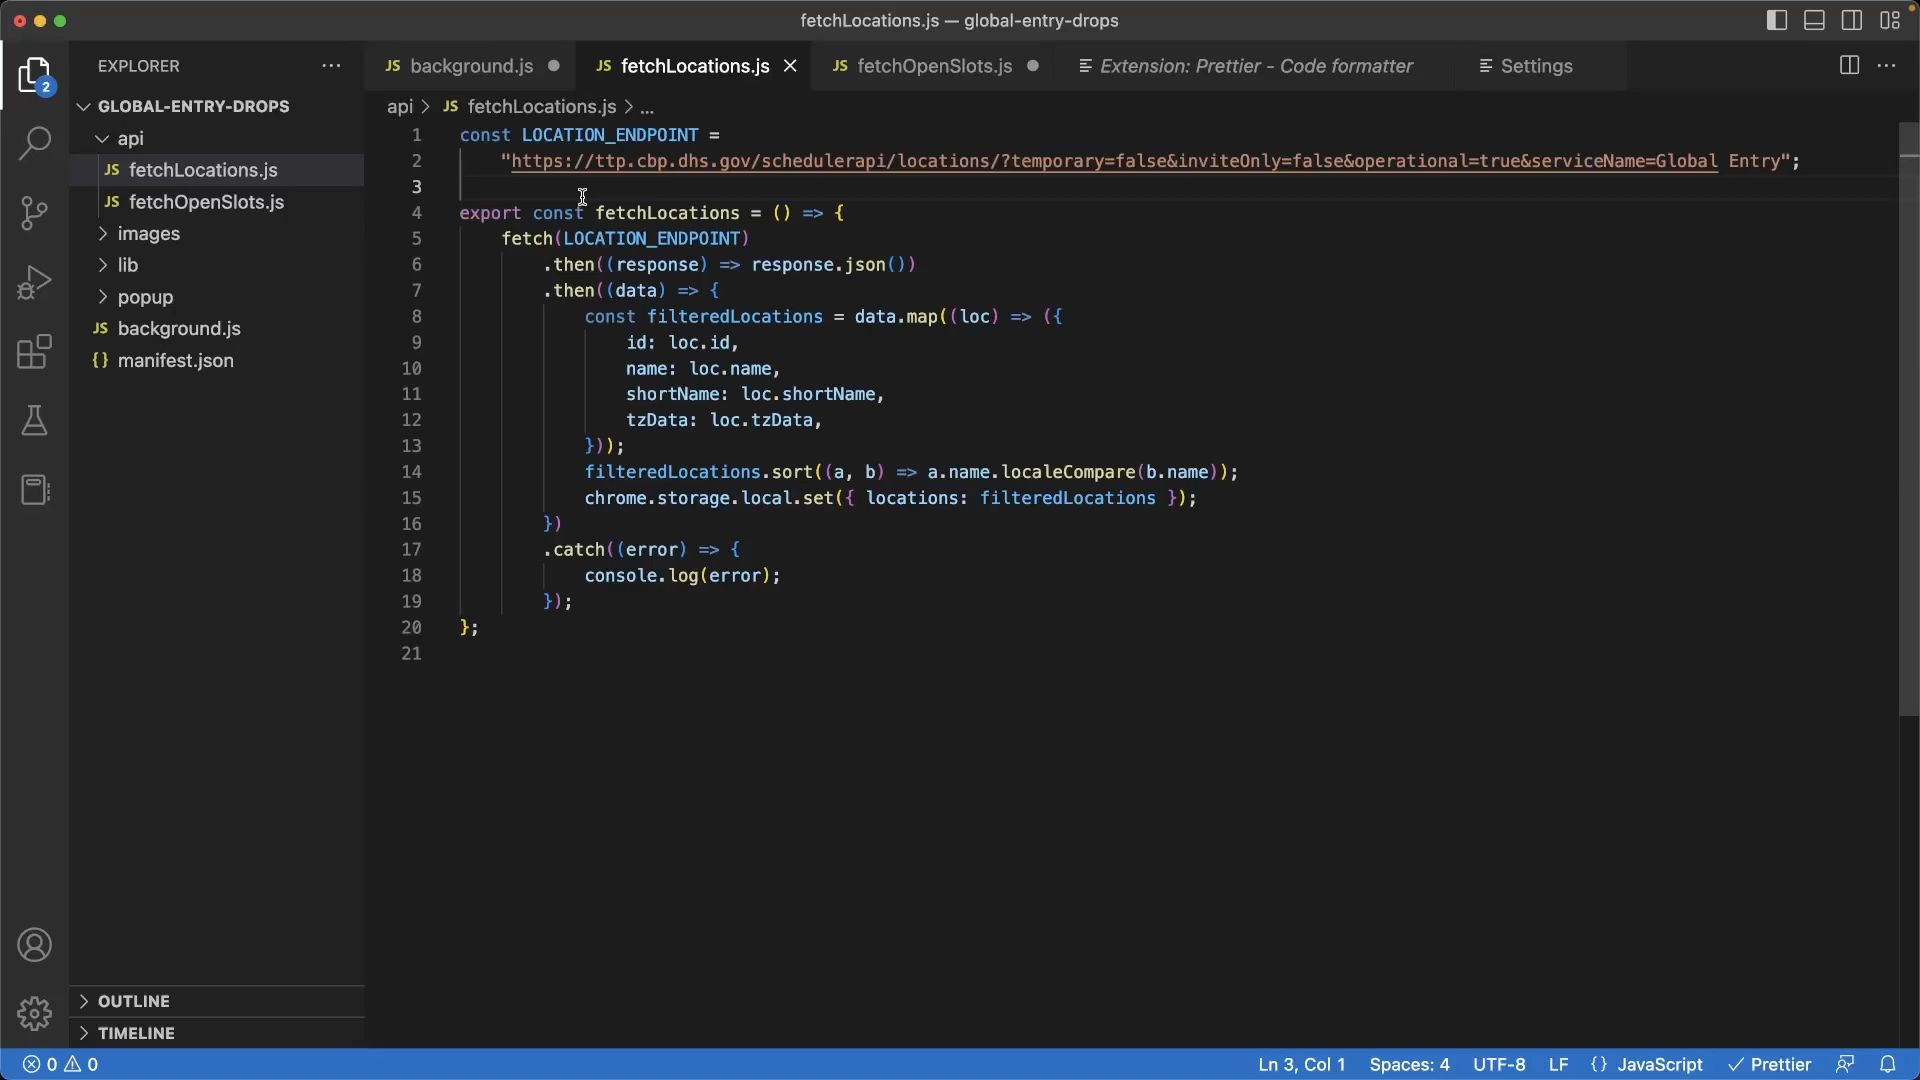 fetchLocations.js — global-entry-drops
EXPLORER
2
GLOBAL-ENTRY-DROPS
api
JS fetchLocations.js
JS fetchOpenSlots.js
images
lib
popup
JS background.js
{} manifest.json
OUTLINE
TIMELINE
JS background.js
JS fetchLocations.js
JS fetchOpenSlots.js
Extension: Prettier - Code formatter
Settings
api > JS fetchLocations.js > ...
1 const LOCATION_ENDPOINT =
2 "https://ttp.cbp.dhs.gov/schedulerapi/locations/?temporary=false&inviteOnly=false&operational=true&serviceName=Global Entry";
3
4 export const fetchLocations = () => {
5 fetch(LOCATION_ENDPOINT)
6 .then((response) => response.json())
7 .then((data) => {
8 const filteredLocations = data.map((loc) => ({
9 id: loc.id,
10 name: loc.name,
11 shortName: loc.shortName,
12 tzData: loc.tzData,
13 }));
14 filteredLocations.sort((a, b) => a.name.localeCompare(b.name));
15 chrome.storage.local.set({ locations: filteredLocations });
16 })
17 .catch((error) => {
18 console.log(error);
19 });
20 };
21
0 0
Ln 3, Col 1 Spaces: 4 UTF-8 LF {} JavaScript Prettier